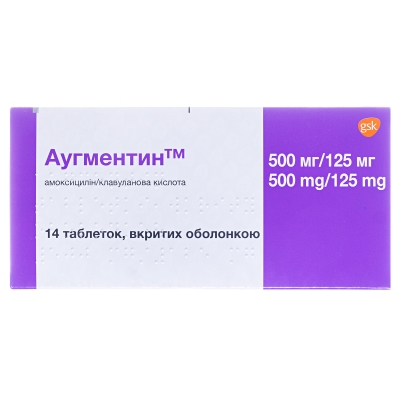 gsk
Аугментин™
амоксицилін/клавуланова кислота
500 мг/125 мг
500 mg/125 mg
14 таблеток, вкритих оболонкою